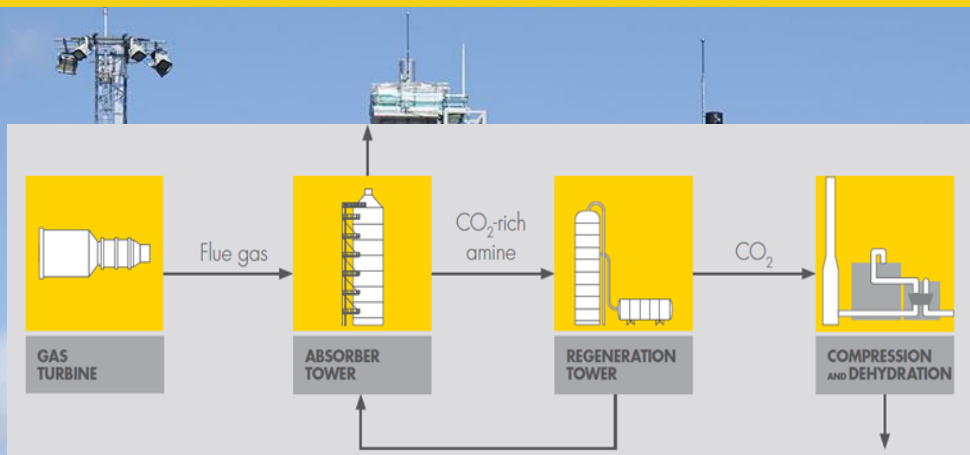 Flue gas
CO₂-rich
amine
CO₂
GAS
TURBINE
ABSORBER
TOWER
REGENERATION
TOWER
COMPRESSION
AND DEHYDRATION